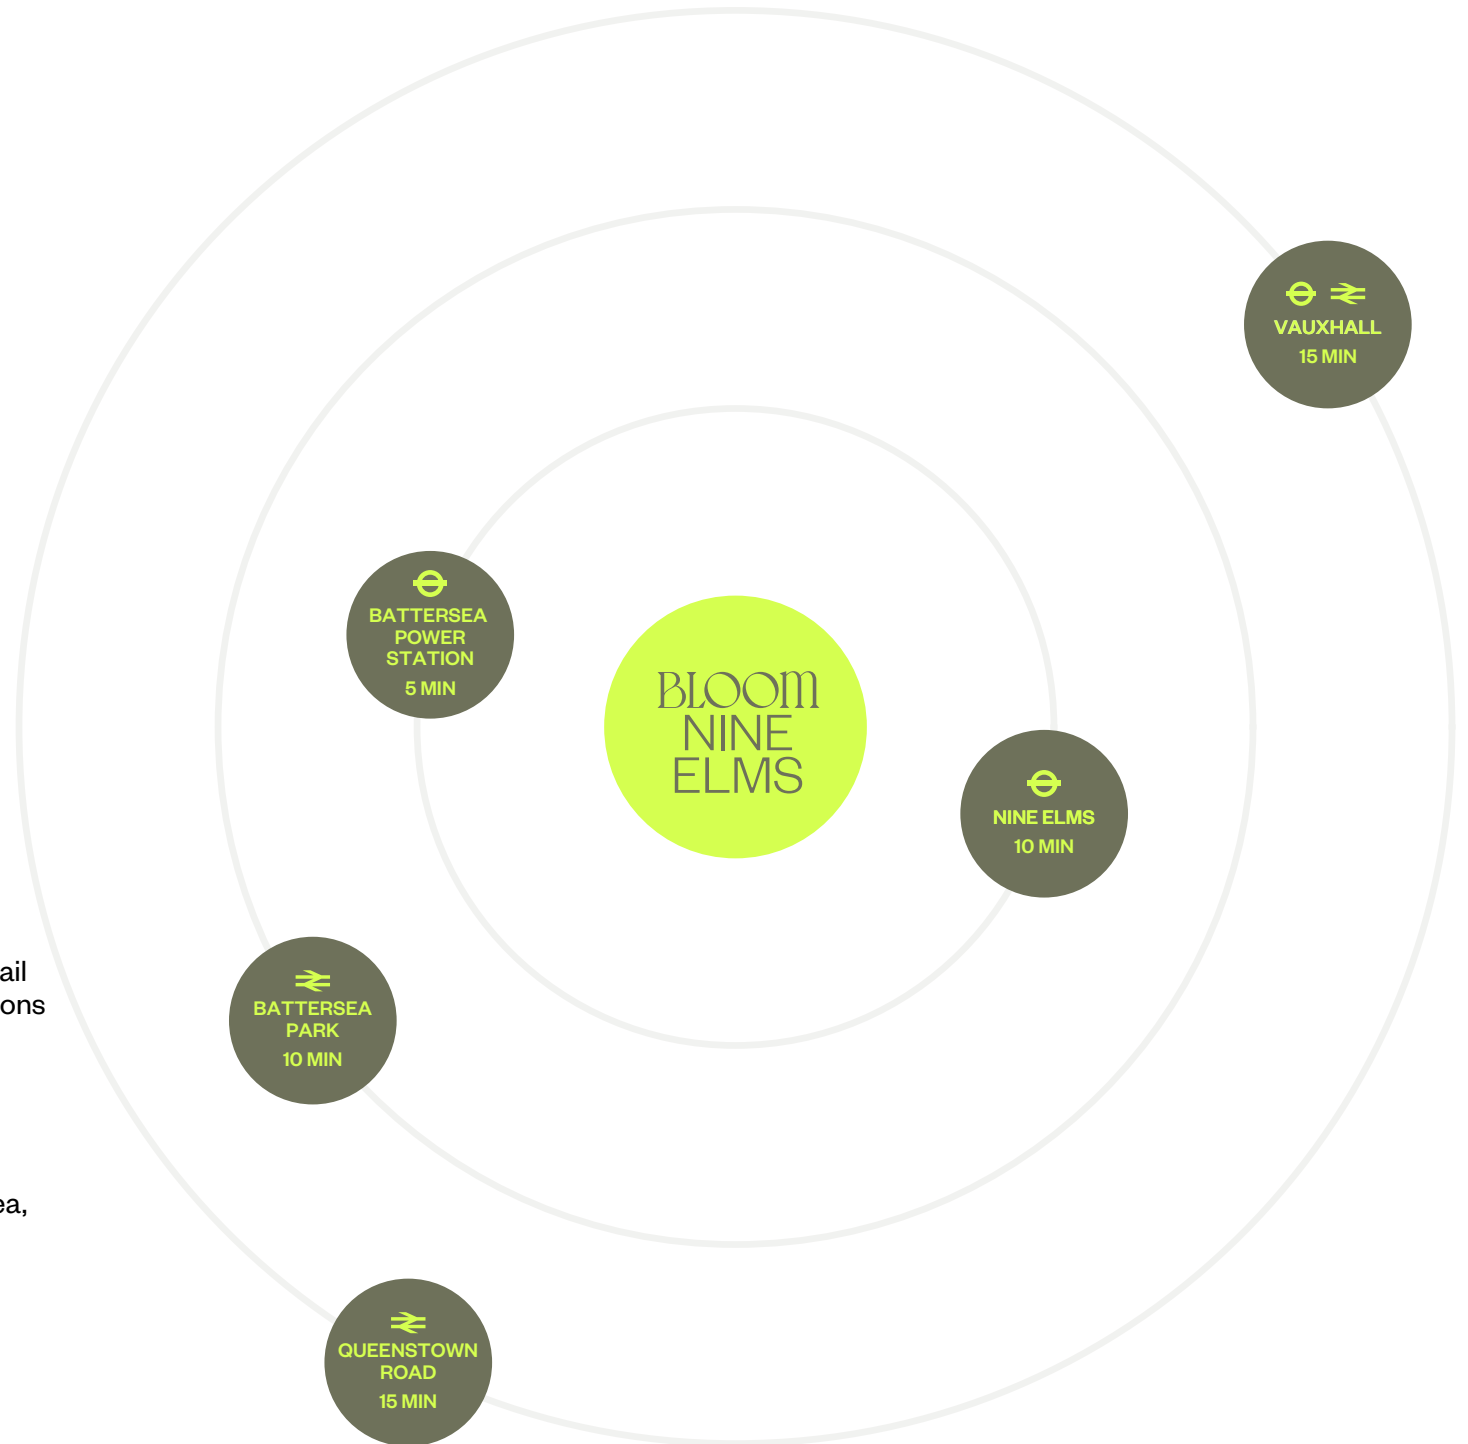 VAUXHALL
15 MIN
BATTERSEA
POWER
STATION
5 MIN
BLOOM
NINE
ELMS
NINE ELMS
10 MIN
ail
ons
BATTERSEA
PARK
10 MIN
ea,
QUEENSTOWN
ROAD
15 MIN